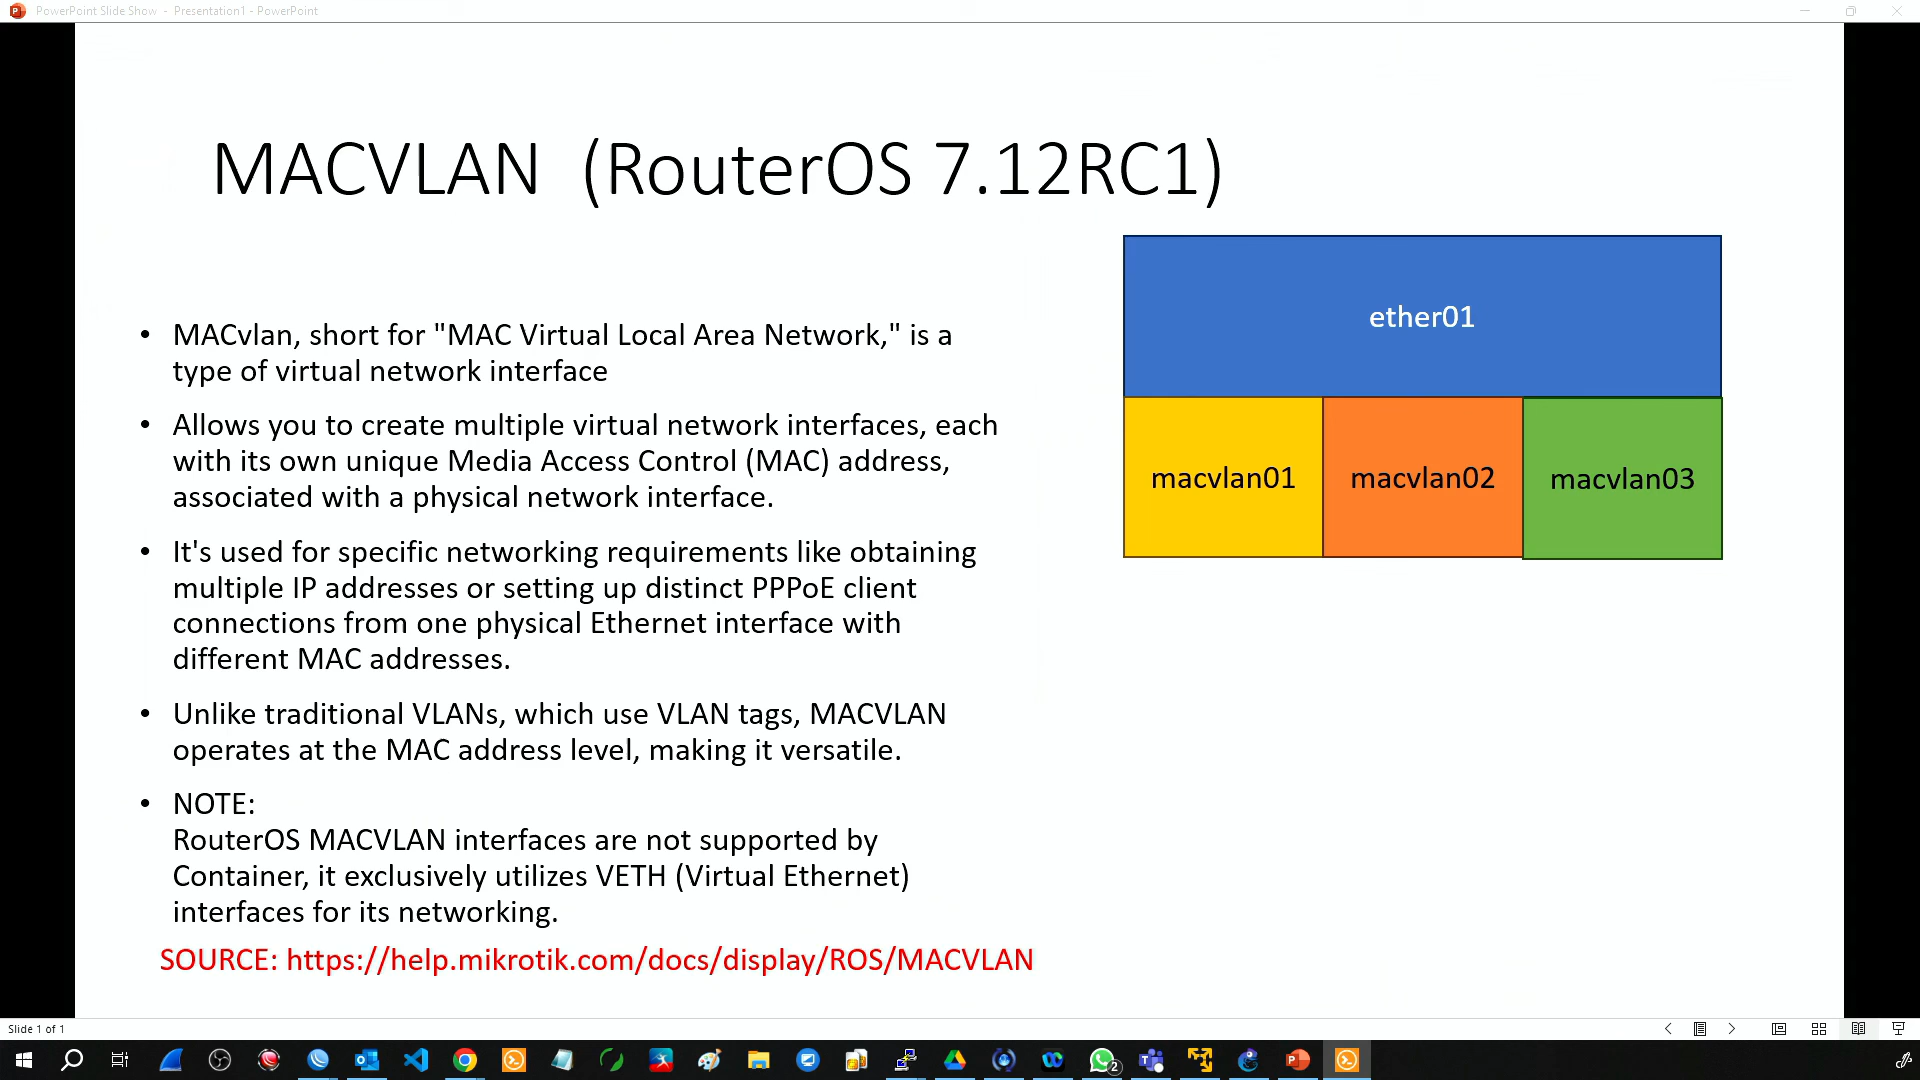 PowerPoint Slide Show - Presentation1 - PowerPoint
MACVLAN (RouterOS 7.12RC1)
• MACvlan, short for "MAC Virtual Local Area Network," is a
type of virtual network interface
• Allows you to create multiple virtual network interfaces, each
with its own unique Media Access Control (MAC) address,
associated with a physical network interface.
• It's used for specific networking requirements like obtaining
multiple IP addresses or setting up distinct PPPoE client
connections from one physical Ethernet interface with
different MAC addresses.
• Unlike traditional VLANs, which use VLAN tags, MACVLAN
operates at the MAC address level, making it versatile.
• NOTE:
RouterOS MACVLAN interfaces are not supported by
Container, it exclusively utilizes VETH (Virtual Ethernet)
interfaces for its networking.
SOURCE: https://help.mikrotik.com/docs/display/ROS/MACVLAN
ether01
macvlan01 macvlan02 macvlan03
Slide 1 of 1
2